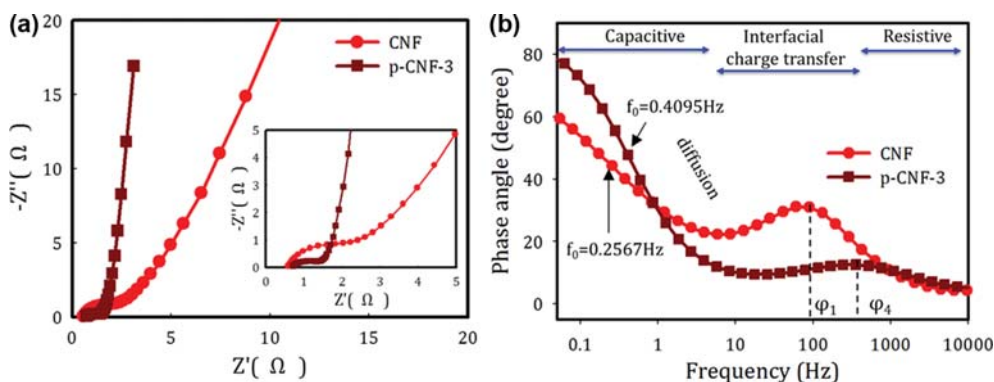 (a)
20
15
10
5
0
-Z''( Ω )
CNF
p-CNF-3
5
4
3
2
1
0
-Z''( Ω )
0 1 2 3 4 5
Z'( Ω )
0 5 10 15 20
Z'( Ω )
(b)
Capacitive
Interfacial
charge transfer
Resistive
80
60
40
20
0
Phase angle (degree)
f₀=0.4095Hz
diffusion
CNF
p-CNF-3
f₀=0.2567Hz
φ₁
φ₄
0.1 1 10 100 1000 10000
Frequency (Hz)